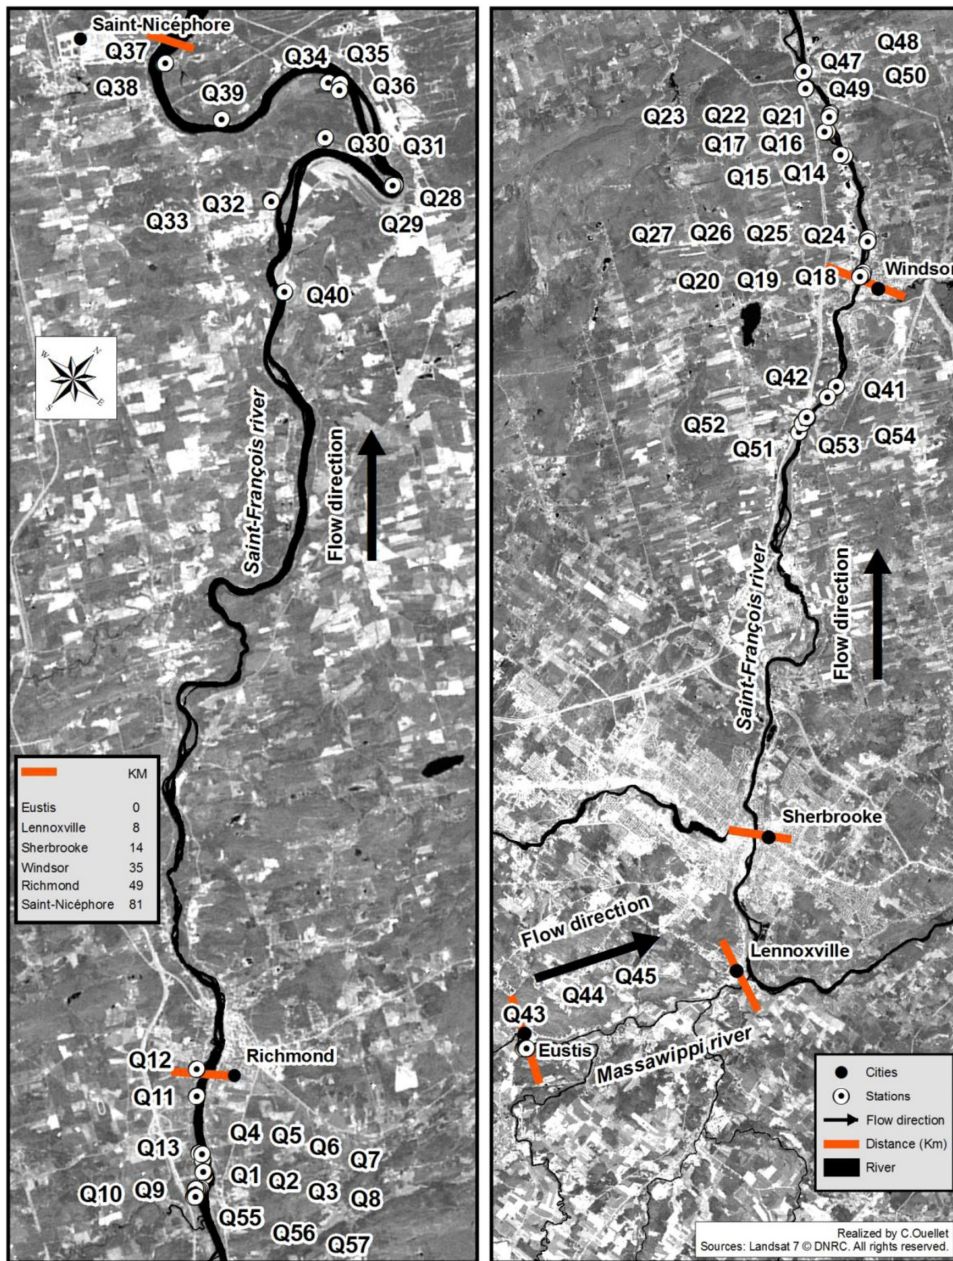 Saint-Nicéphore
Q37
Q38
Q39
Q34
Q35
Q36
Q30
Q31
Q28
Q29
Q32
Q33
Q40
N
W
E
S
Saint-François river
Flow direction
KM
Eustis 0
Lennoxville 8
Sherbrooke 14
Windsor 35
Richmond 49
Saint-Nicéphore 81
Q12
Richmond
Q11
Q4 Q5 Q6 Q7
Q13
Q1 Q2 Q3 Q8
Q10 Q9
Q55 Q56 Q57
Q48
Q47
Q50
Q49
Q23 Q22 Q21
Q17 Q16
Q15 Q14
Q27 Q26 Q25 Q24
Q20 Q19 Q18
Windsor
Q42
Q41
Q52
Q51
Q53 Q54
Saint-François river
Flow direction
Sherbrooke
Flow direction
Lennoxville
Q45
Q44
Q43
Eustis
Massawippi river
Cities
Stations
Flow direction
Distance (Km)
River
Realized by C.Ouellet
Sources: Landsat 7 © DNRC. All rights reserved.